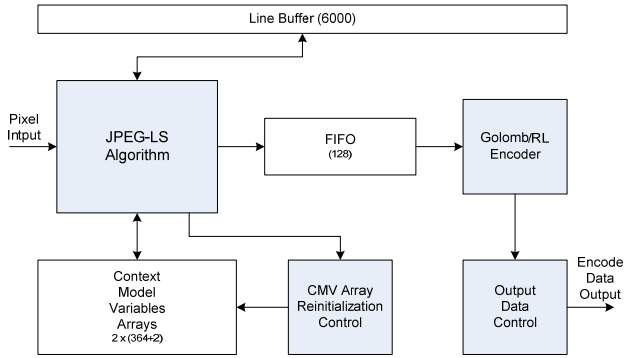 Line Buffer (6000)
Pixel
Intput
JPEG-LS
Algorithm
FIFO
(128)
Golomb/RL
Encoder
Context
Model
Variables
Arrays
2 x (364+2)
CMV Array
Reinitialization
Control
Output
Data
Control
Encode
Data
Output